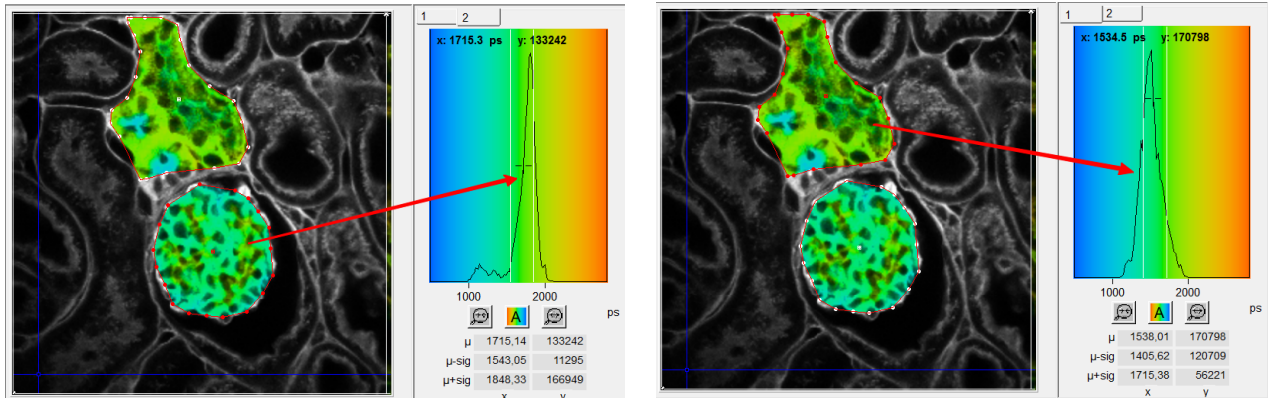 1 2
x: 1715.3 ps y: 133242
1000 2000
ps
A
µ 1715,14 133242
µ-sig 1543,05 11295
µ+sig 1848,33 166949
x y
1 2
x: 1534.5 ps y: 170798
1000 2000
ps
A
µ 1538,01 170798
µ-sig 1405,62 120709
µ+sig 1715,38 56221
x y